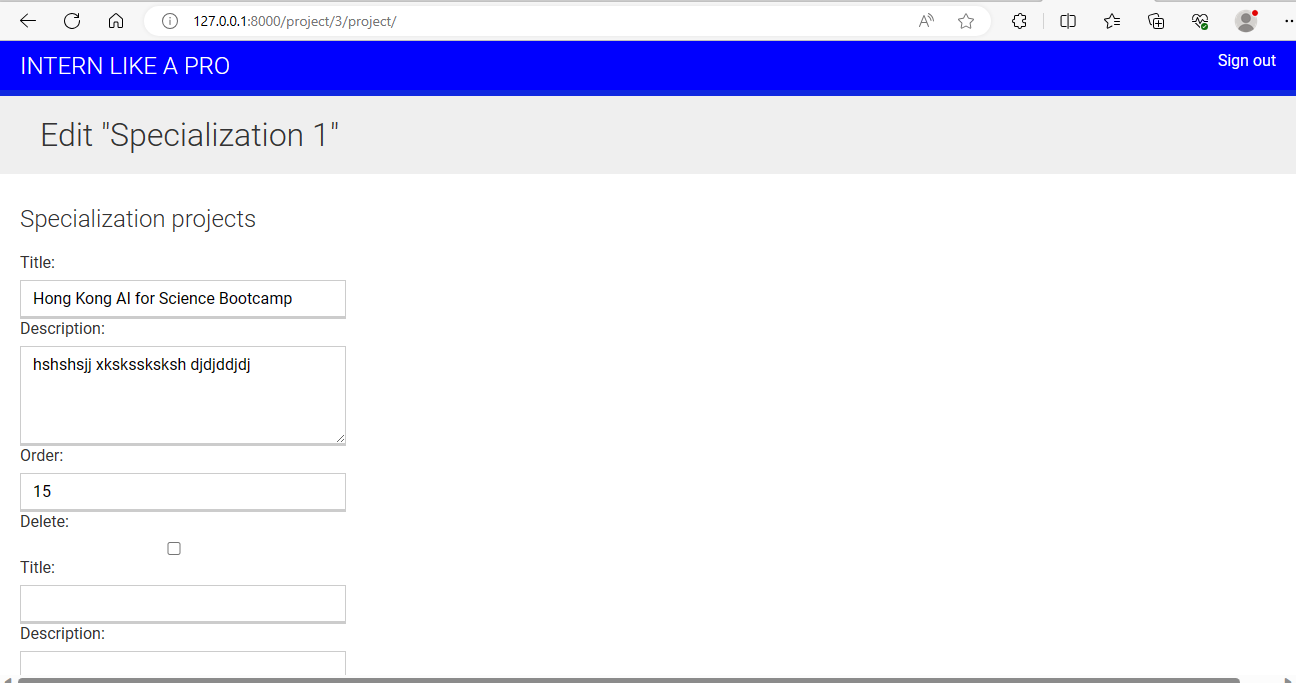 127.0.0.1:8000/project/3/project/
INTERN LIKE A PRO
Sign out
Edit "Specialization 1"
Specialization projects
Title:
Hong Kong AI for Science Bootcamp
Description:
hshshsjj xksksskskksh djdjddjdj
Order:
15
Delete:
Title:
Description: